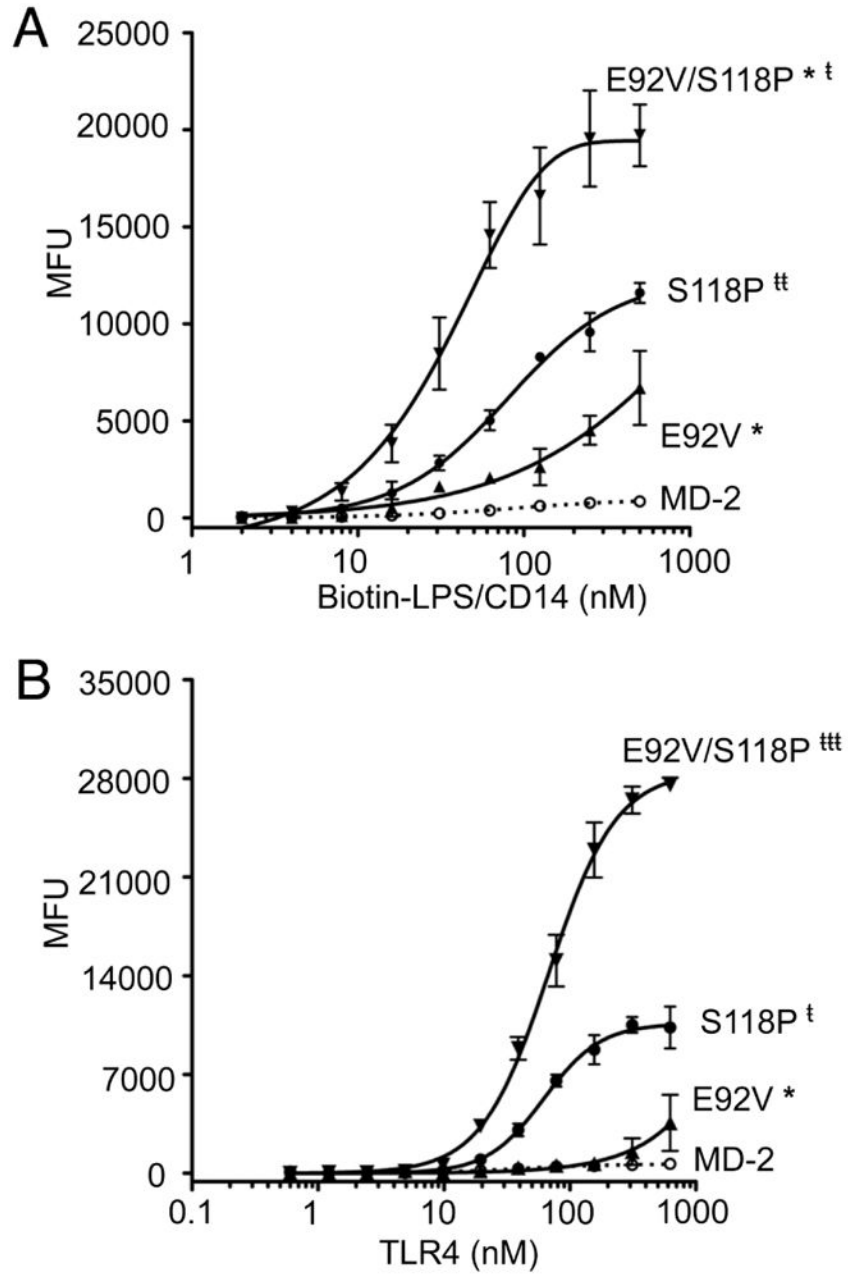 A
25000
E92V/S118P * ŧ
20000
15000
MFU
S118P ŧŧ
10000
5000
E92V *
MD-2
0
1 10 100 1000
Biotin-LPS/CD14 (nM)
B
35000
E92V/S118P ŧŧŧ
28000
21000
MFU
14000
S118P ŧ
7000
E92V *
MD-2
0
0.1 1 10 100 1000
TLR4 (nM)